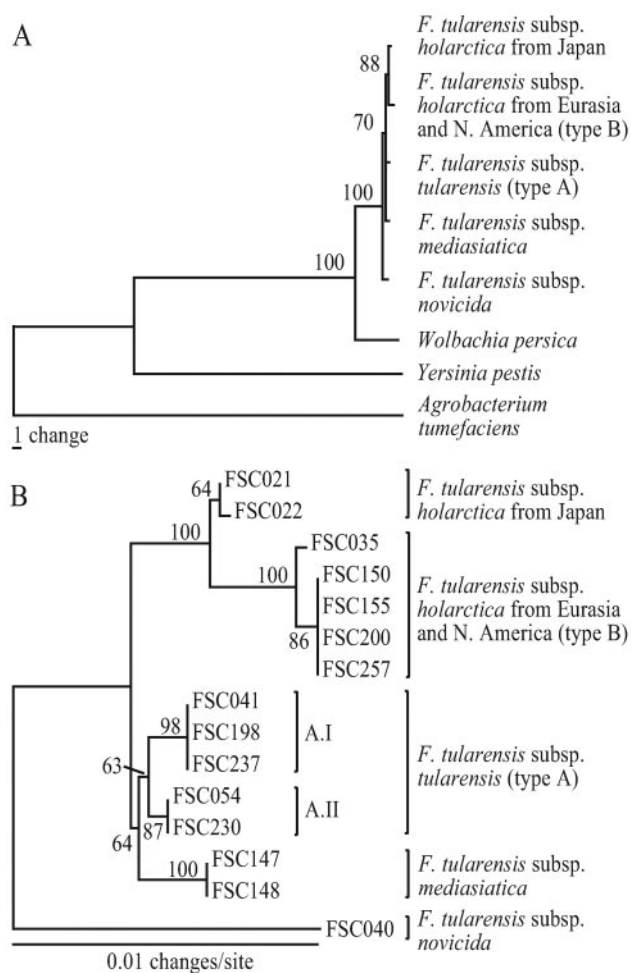 A
88
F. tularensis subsp.
holarctica from Japan
70
F. tularensis subsp.
holarctica from Eurasia
and N. America (type B)
100
F. tularensis subsp.
tularensis (type A)
F. tularensis subsp.
mediasiatica
100
F. tularensis subsp.
novicida
Wolbachia persica
Yersinia pestis
Agrobacterium
tumefaciens
1 change
B
64
FSC021
FSC022
F. tularensis subsp.
holarctica from Japan
100
FSC035
100
FSC150
FSC155
FSC200
FSC257
86
F. tularensis subsp.
holarctica from Eurasia
and N. America (type B)
FSC041
98
FSC198
FSC237
A.I
63
FSC054
87
FSC230
A.II
F. tularensis subsp.
tularensis (type A)
64
100
FSC147
FSC148
F. tularensis subsp.
mediasiatica
FSC040
F. tularensis subsp.
novicida
0.01 changes/site